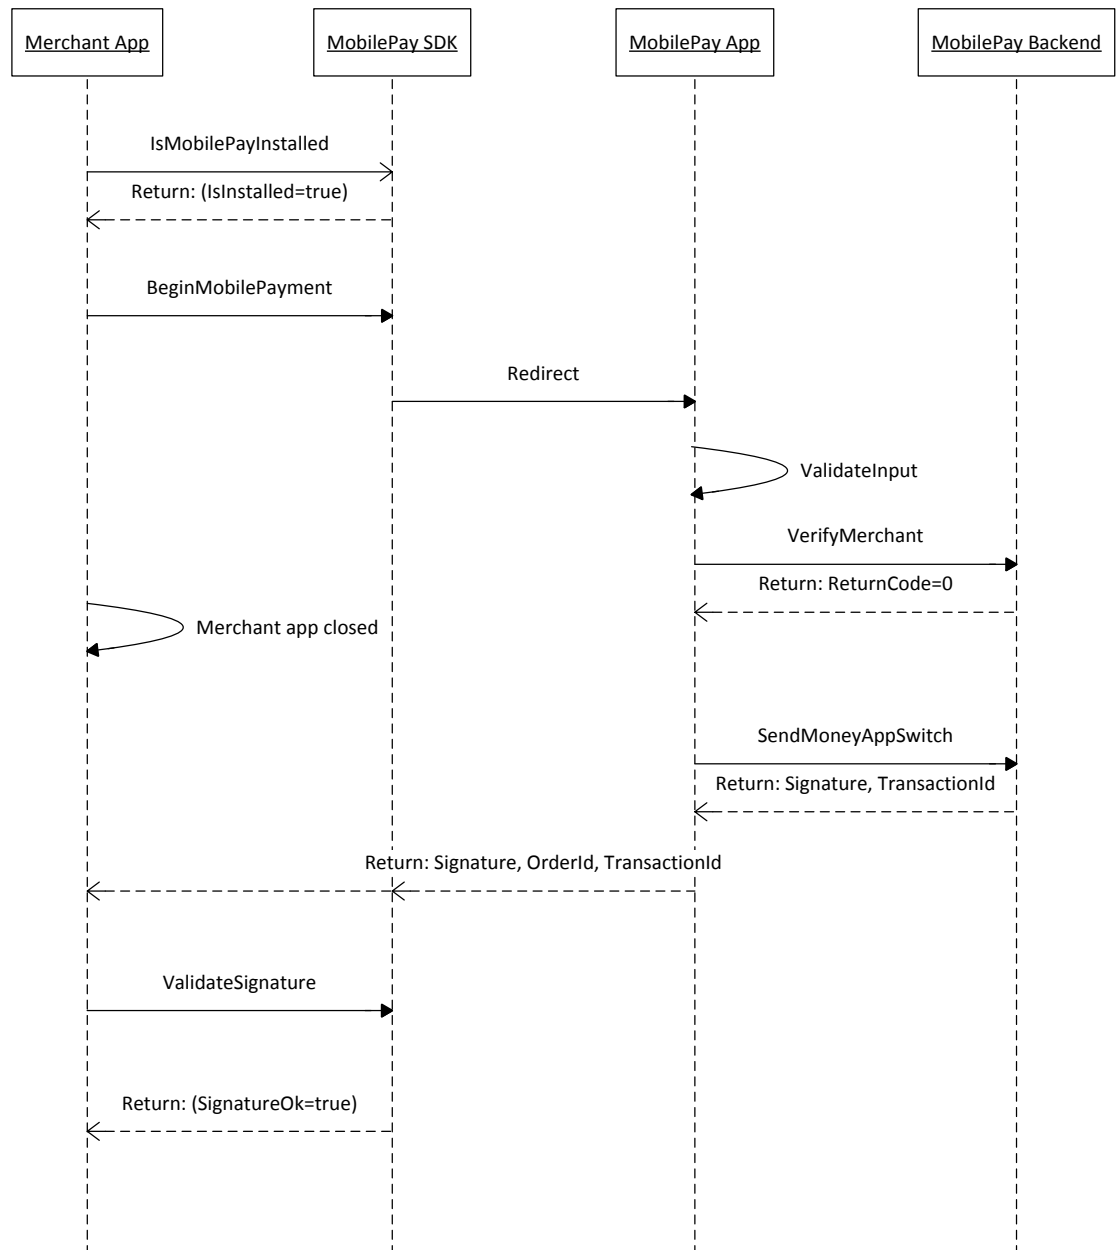 Merchant App
MobilePay SDK
MobilePay App
MobilePay Backend
IsMobilePayInstalled
Return: (IsInstalled=true)
BeginMobilePayment
Redirect
ValidateInput
VerifyMerchant
Return: ReturnCode=0
Merchant app closed
SendMoneyAppSwitch
Return: Signature, TransactionId
Return: Signature, OrderId, TransactionId
ValidateSignature
Return: (SignatureOk=true)